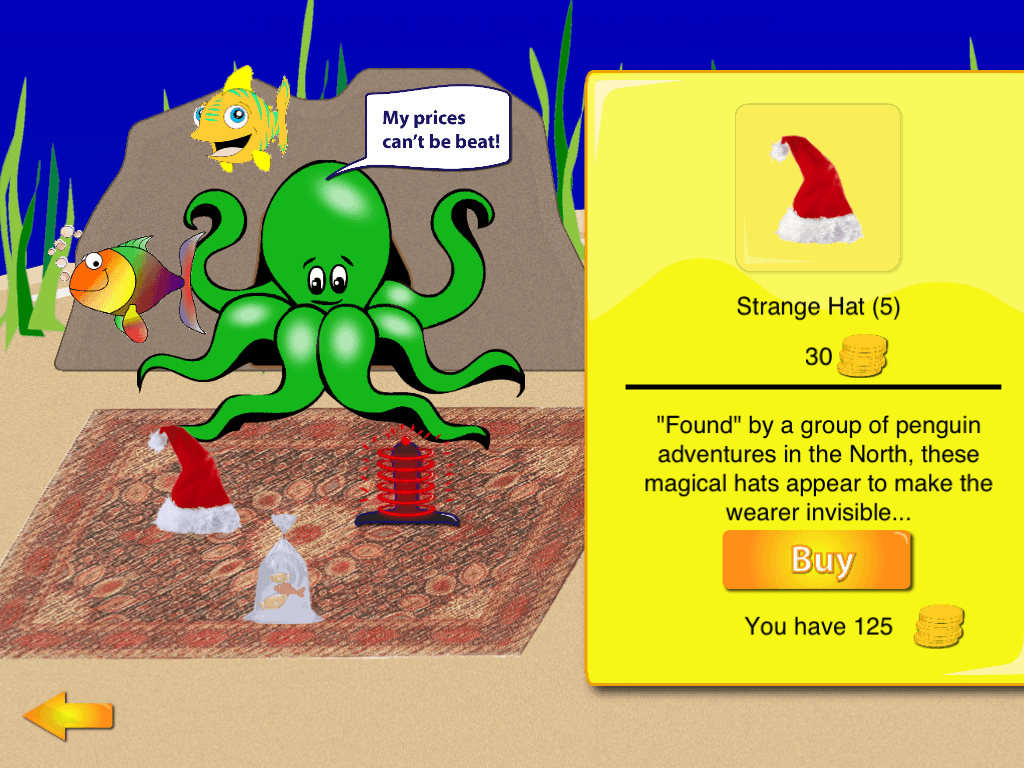 My prices
can't be beat!
Strange Hat (5)
30
"Found" by a group of penguin
adventures in the North, these
magical hats appear to make the
wearer invisible...
Buy
You have 125